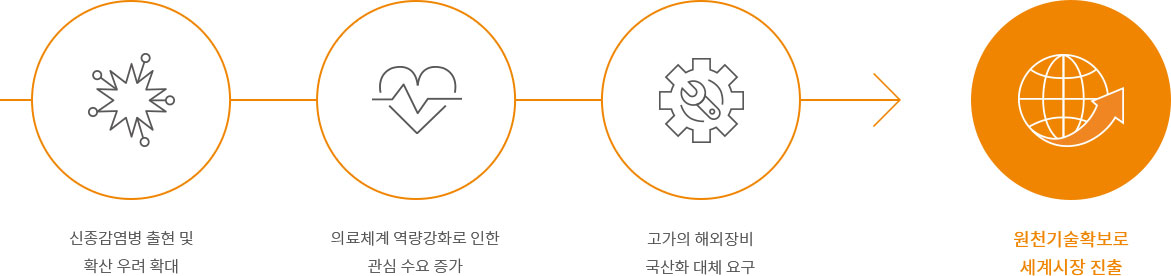 신종감염병 출현 및
확산 우려 확대
의료체계 역량강화로 인한
관심 수요 증가
고가의 해외장비
국산화 대체 요구
원천기술확보로
세계시장 진출